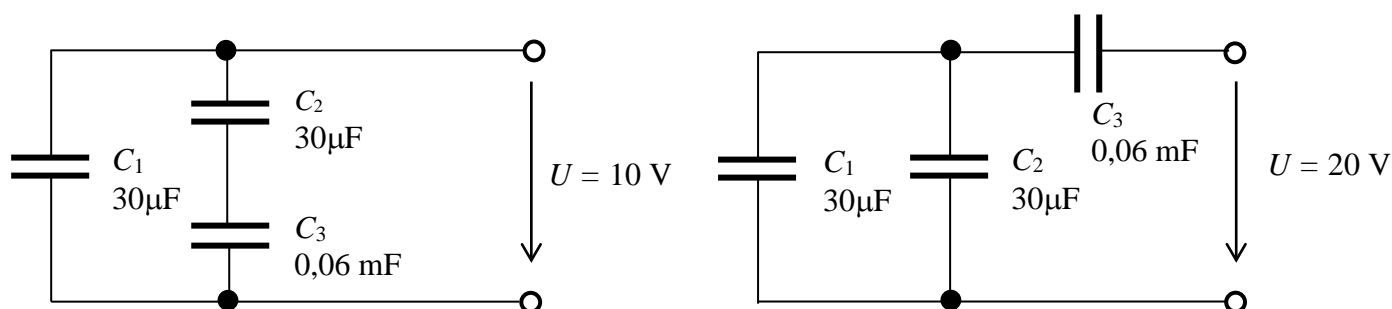 C2
30μF
C1
30μF
C3
0,06 mF
U = 10 V
C3
0,06 mF
C1
30μF
C2
30μF
U = 20 V